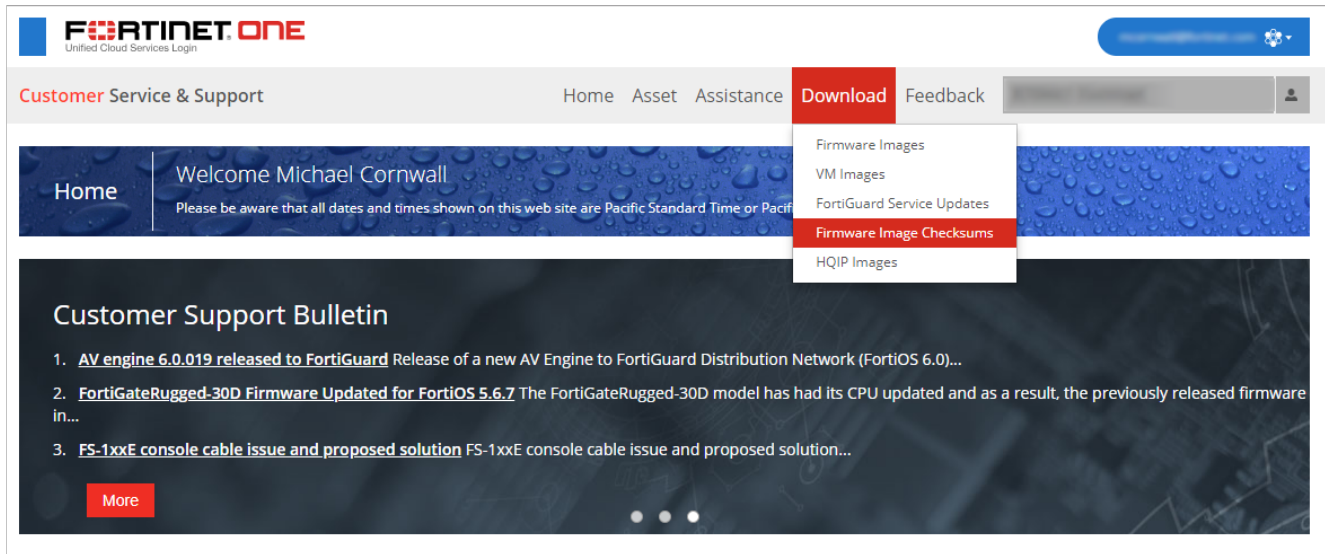 FORTINET ONE
Unified Cloud Services Login
Customer Service & Support
Home Asset Assistance Download Feedback
Firmware Images
VM Images
FortiGuard Service Updates
Firmware Image Checksums
HQIP Images
Home
Welcome Michael Cornwall
Please be aware that all dates and times shown on this web site are Pacific Standard Time or
Customer Support Bulletin
1. AV engine 6.0.019 released to FortiGuard Release of a new AV Engine to FortiGuard Distribution Network (FortiOS 6.0)...
2. FortiGateRugged-30D Firmware Updated for FortiOS 5.6.7 The FortiGateRugged-30D model has had its CPU updated and as a result, the previously released firmware
in...
3. FS-1xxE console cable issue and proposed solution FS-1xxE console cable issue and proposed solution...
More